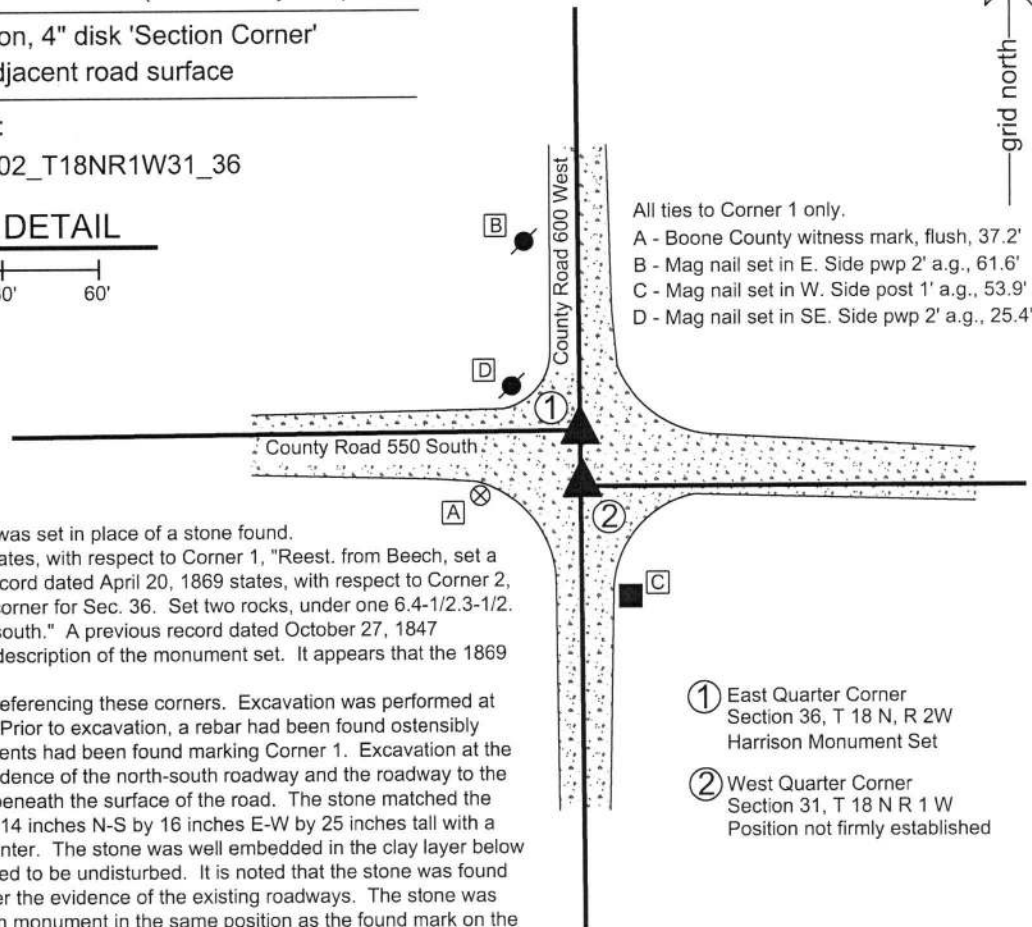 on, 4" disk 'Section Corner'
djacent road surface
:
02_T18NR1W31_36
DETAIL
60'
grid north
County Road 600 West
All ties to Corner 1 only.
A - Boone County witness mark, flush, 37.2'
B - Mag nail set in E. Side pwp 2' a.g., 61.6'
C - Mag nail set in W. Side post 1' a.g., 53.9'
D - Mag nail set in SE. Side pwp 2' a.g., 25.4'
B
D
1
County Road 550 South
A
2
C
was set in place of a stone found.
ates, with respect to Corner 1, "Reest. from Beech, set a
cord dated April 20, 1869 states, with respect to Corner 2,
corner for Sec. 36. Set two rocks, under one 6.4-1/2.3-1/2.
south." A previous record dated October 27, 1847
description of the monument set. It appears that the 1869
eferencing these corners. Excavation was performed at
Prior to excavation, a rebar had been found ostensibly
ents had been found marking Corner 1. Excavation at the
idence of the north-south roadway and the roadway to the
beneath the surface of the road. The stone matched the
14 inches N-S by 16 inches E-W by 25 inches tall with a
nter. The stone was well embedded in the clay layer below
ed to be undisturbed. It is noted that the stone was found
er the evidence of the existing roadways. The stone was
n monument in the same position as the found mark on the
1 East Quarter Corner
Section 36, T 18 N, R 2W
Harrison Monument Set
2 West Quarter Corner
Section 31, T 18 N R 1 W
Position not firmly established